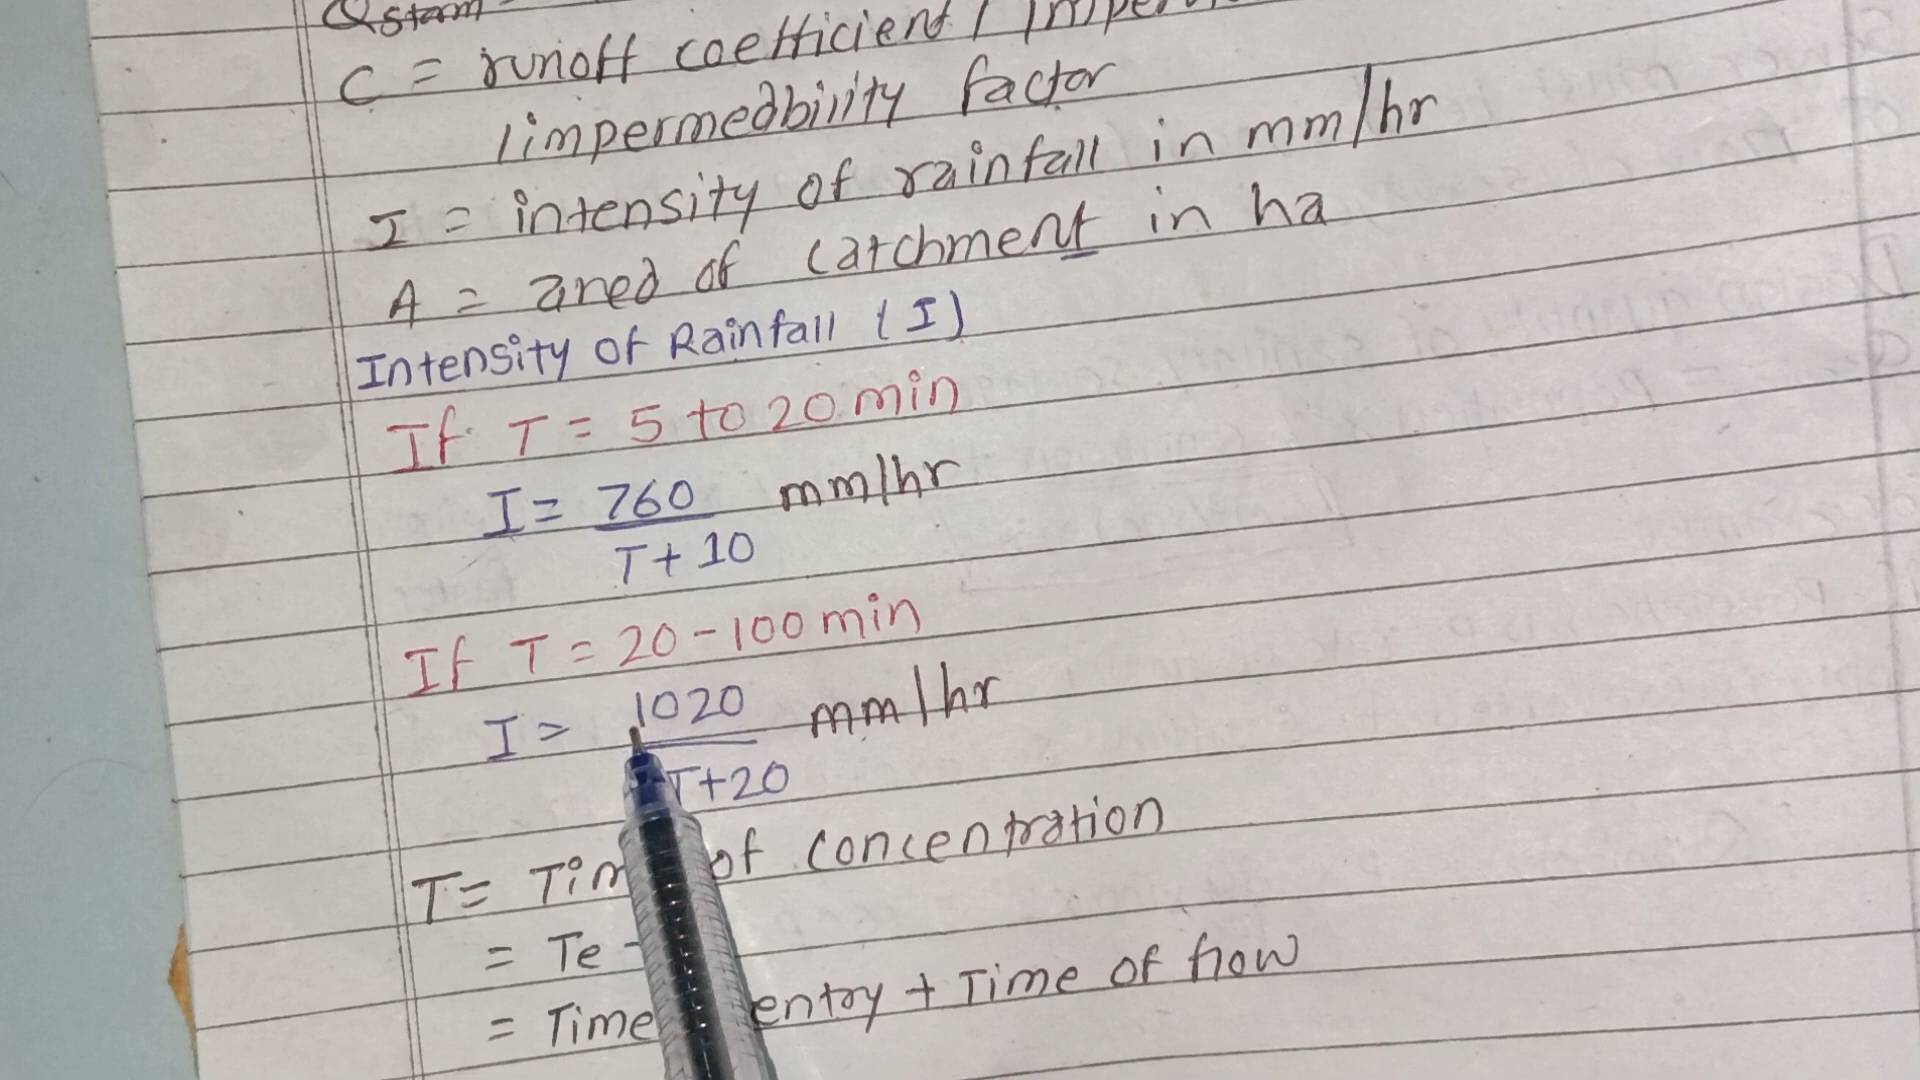 Qstorm
C = runoff coefficient /
/impermeability factor
I = intensity of rainfall in mm/hr
A = area of catchment in ha
Intensity of Rainfall (I)
If T = 5 to 20 min
I = 760 mm/hr
T + 10
If T = 20 - 100 min
I = 1020 mm/hr
T+20
T = of concentration
= Te
= Time entry + Time of flow